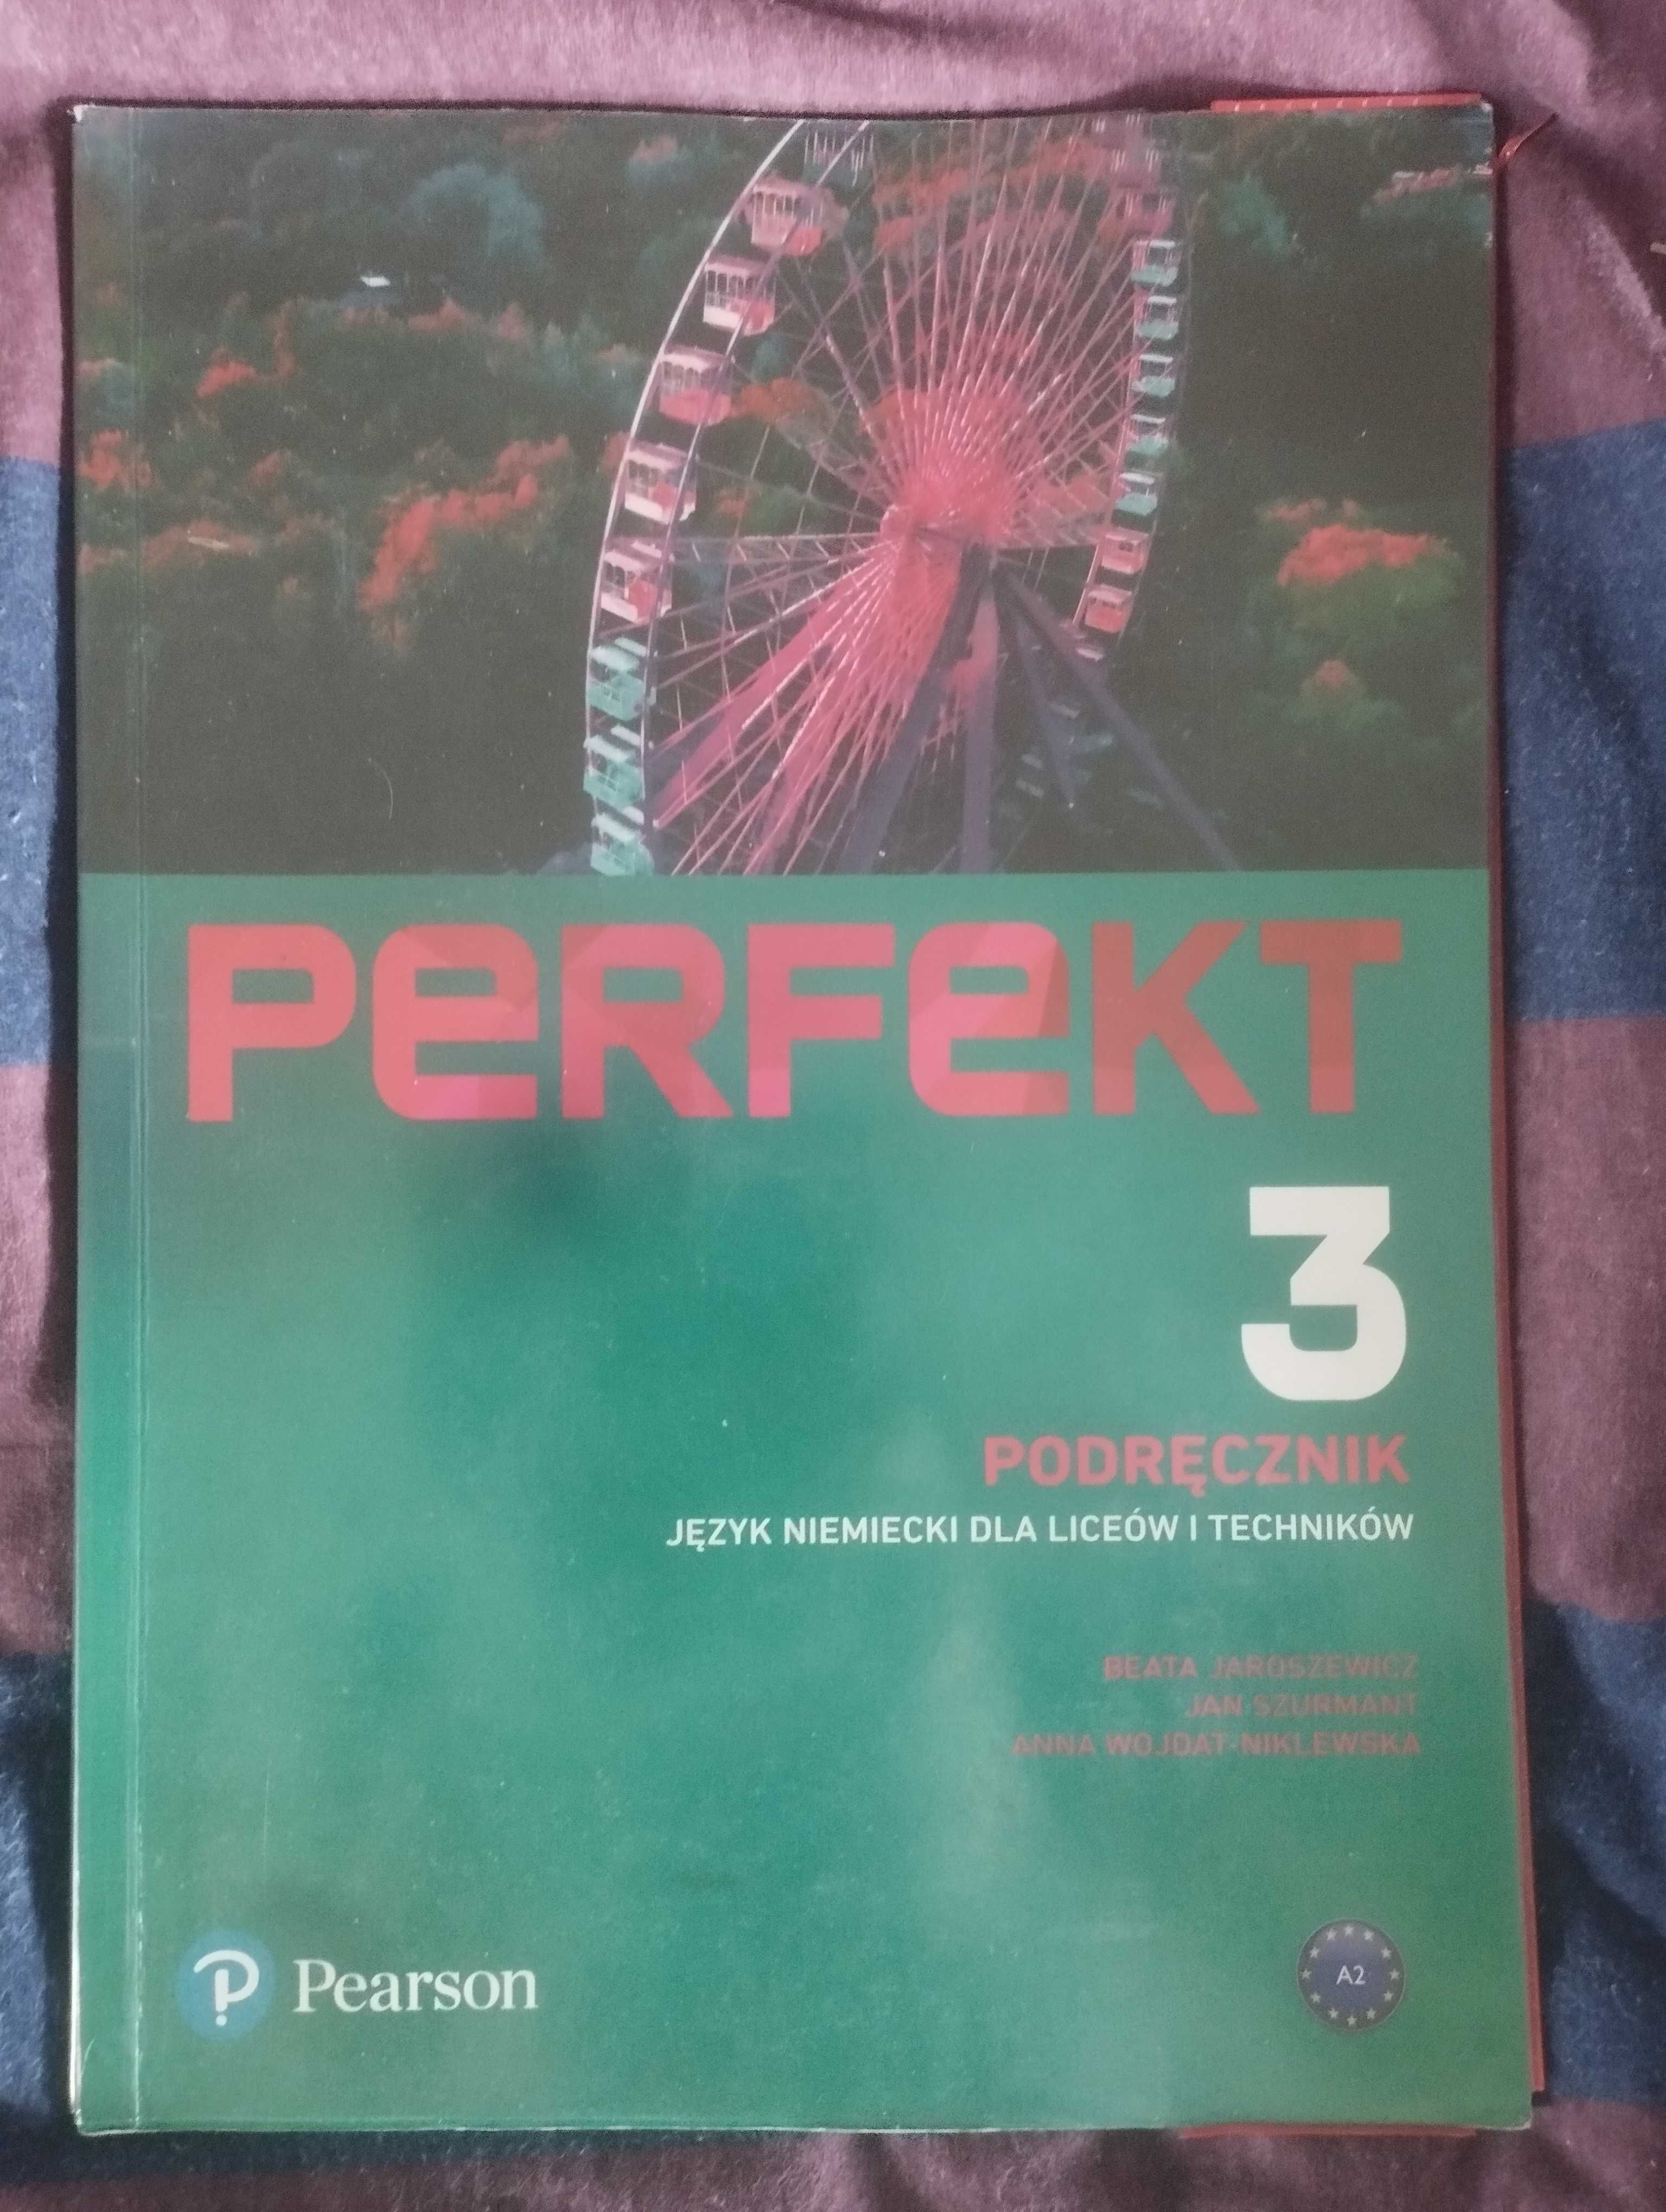 PERFEKT
3
PODRĘCZNIK
JĘZYK NIEMIECKI DLA LICEÓW I TECHNIKÓW
BEATA JAROSZEWICZ
JAN SZURMANT
ANNA WOJDAT-NIKLEWSKA
Pearson
A2